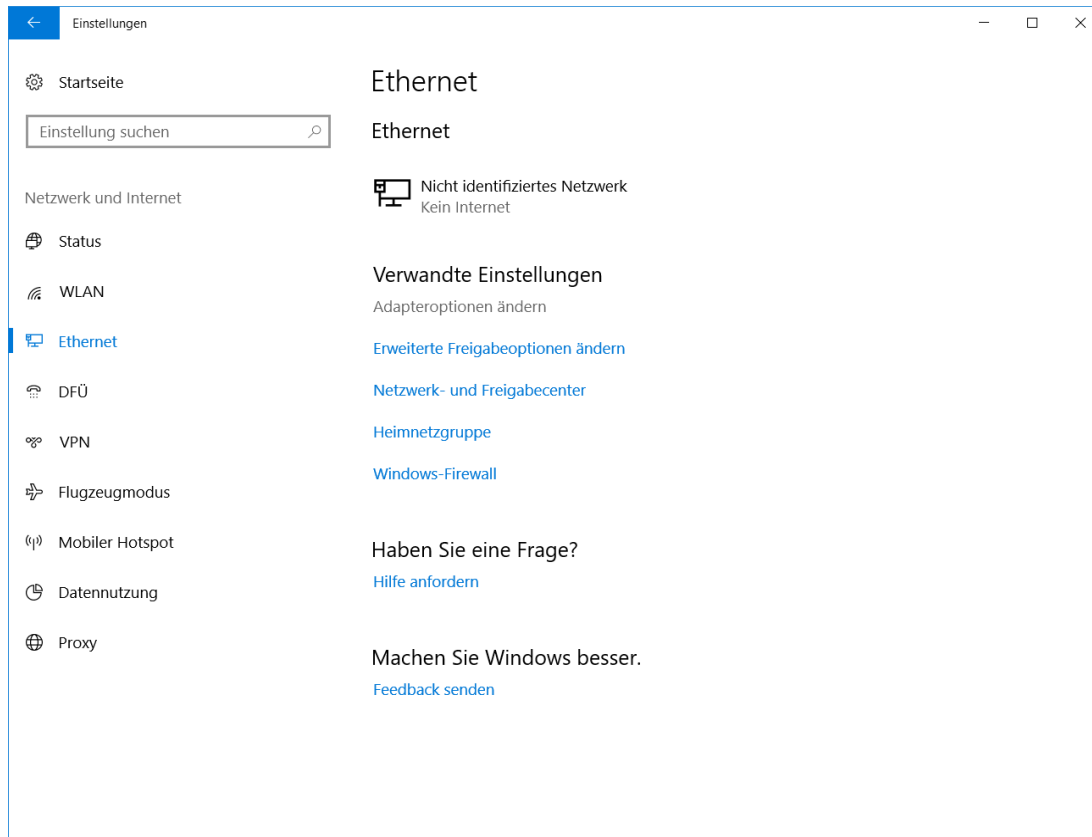 Einstellungen
Startseite
Einstellung suchen
Netzwerk und Internet
Status
WLAN
Ethernet
DFÜ
VPN
Flugzeugmodus
Mobiler Hotspot
Datennutzung
Proxy
Ethernet
Ethernet
Nicht identifiziertes Netzwerk
Kein Internet
Verwandte Einstellungen
Adapteroptionen ändern
Erweiterte Freigabeoptionen ändern
Netzwerk- und Freigabecenter
Heimnetzgruppe
Windows-Firewall
Haben Sie eine Frage?
Hilfe anfordern
Machen Sie Windows besser.
Feedback senden